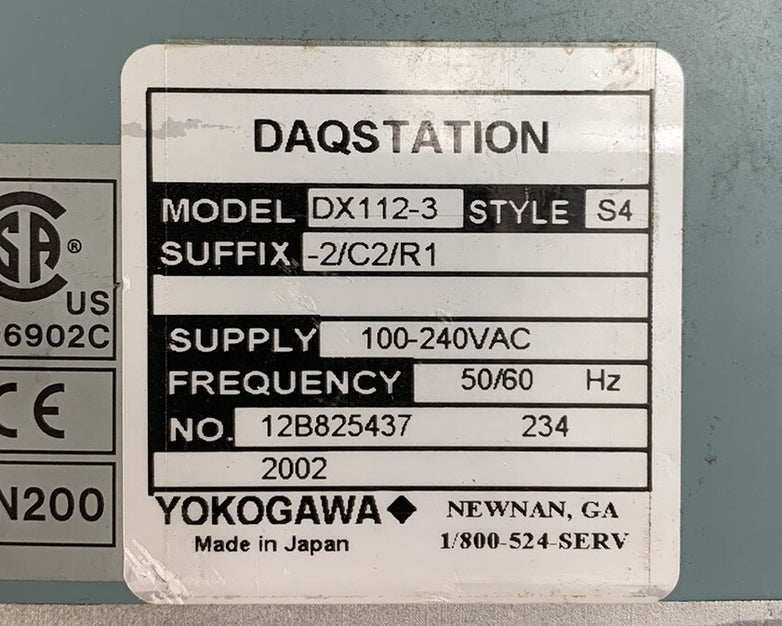 DAQSTATION
MODEL DX112-3 STYLE S4
SUFFIX -2/C2/R1
SUPPLY 100-240VAC
FREQUENCY 50/60 Hz
NO. 12B825437 234
2002
YOKOGAWA◆ NEWNAN, GA
Made in Japan 1/800-524-SERV
SA®
US
6902C
CE
N200